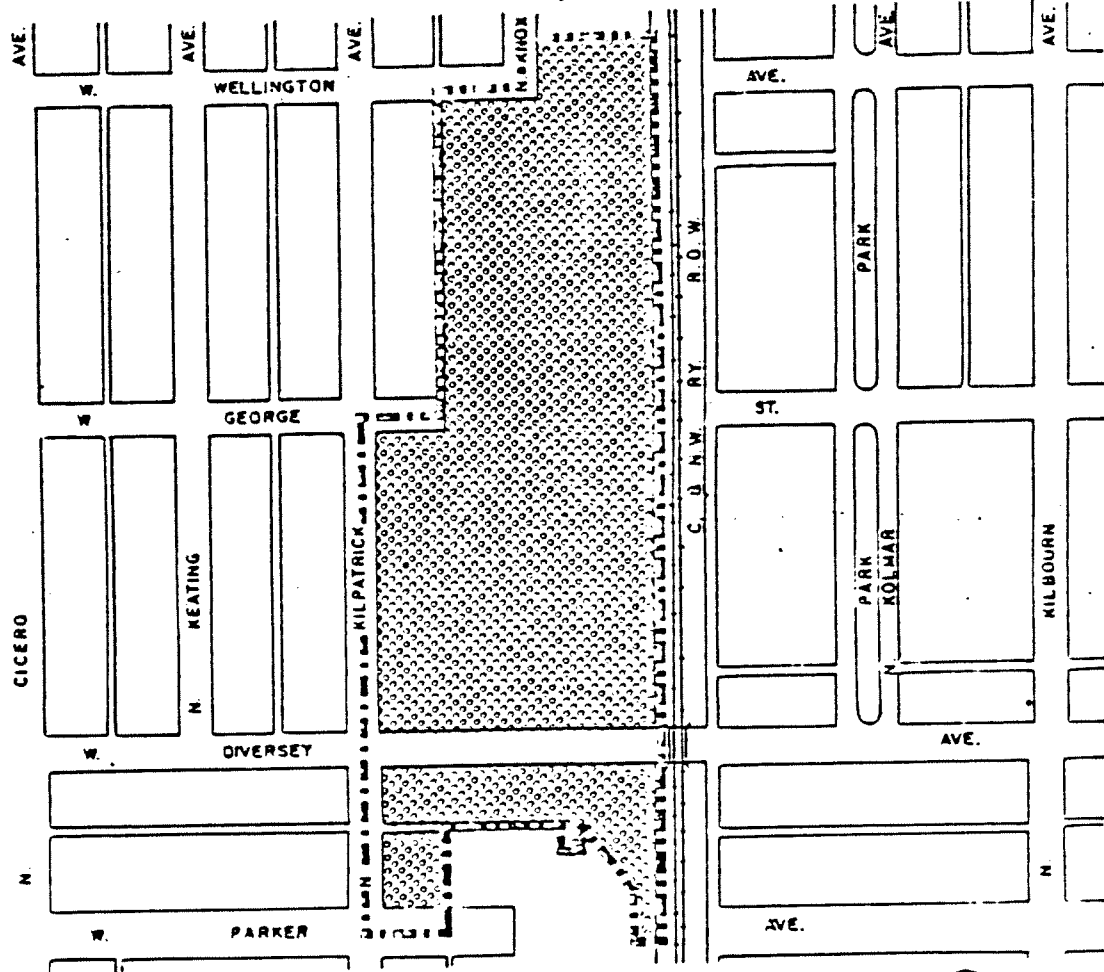 AVE.
AVE.
AVE.
N. KNOX
AVE.
AVE.
W. WELLINGTON AVE.
PARK
C. & N.W. RY. R.O.W.
W. GEORGE ST.
CICERO
N. KEATING
KILPATRICK
PARK
N. KOLMAR
KILBOURN
W. DIVERSEY AVE.
N.
N
N.
W. PARKER AVE.